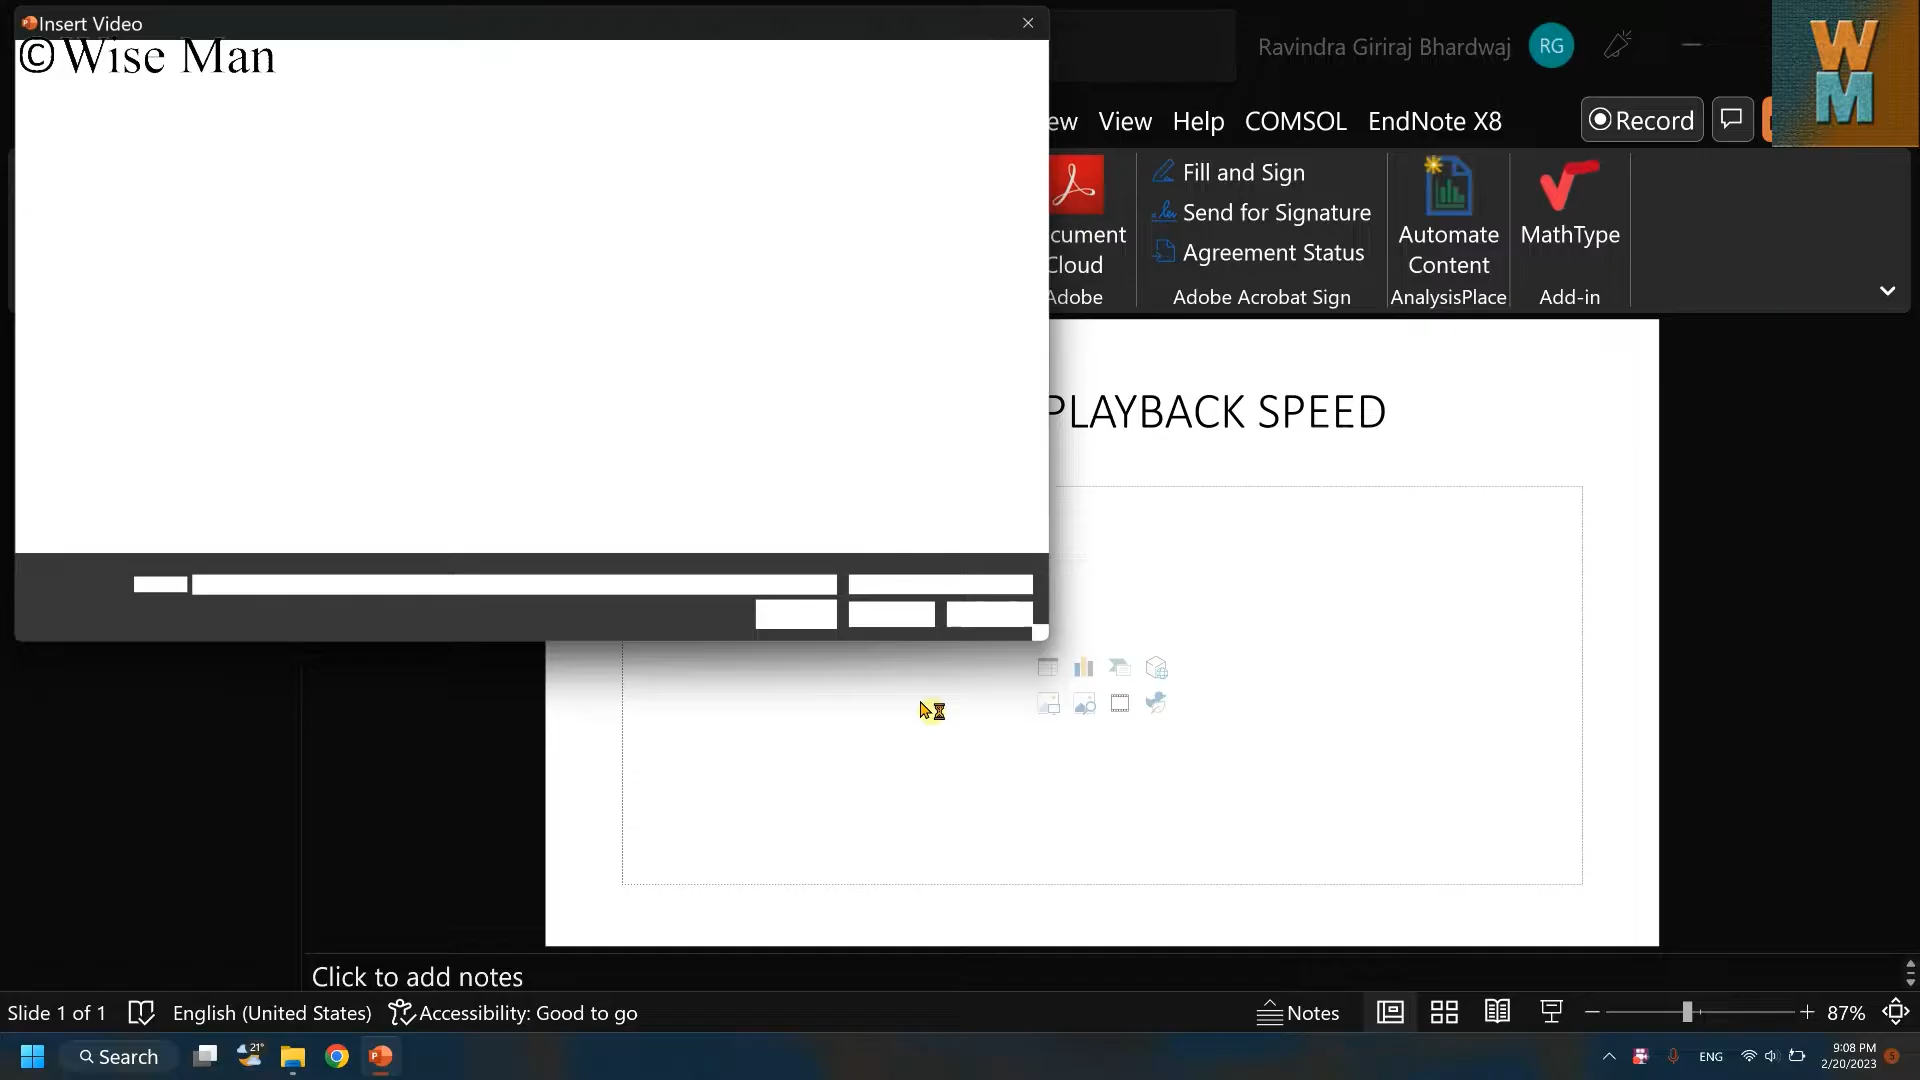 Insert Video
©Wise Man
Ravindra Giriraj Bhardwaj
RG
WM
ew View Help COMSOL EndNote X8
Record
cument
Cloud
Adobe
Fill and Sign
Send for Signature
Agreement Status
Adobe Acrobat Sign
Automate
Content
AnalysisPlace
MathType
Add-in
PLAYBACK SPEED
Click to add notes
Slide 1 of 1 English (United States) Accessibility: Good to go
Notes
87%
Search
21°
ENG
9:08 PM
2/20/2023
5